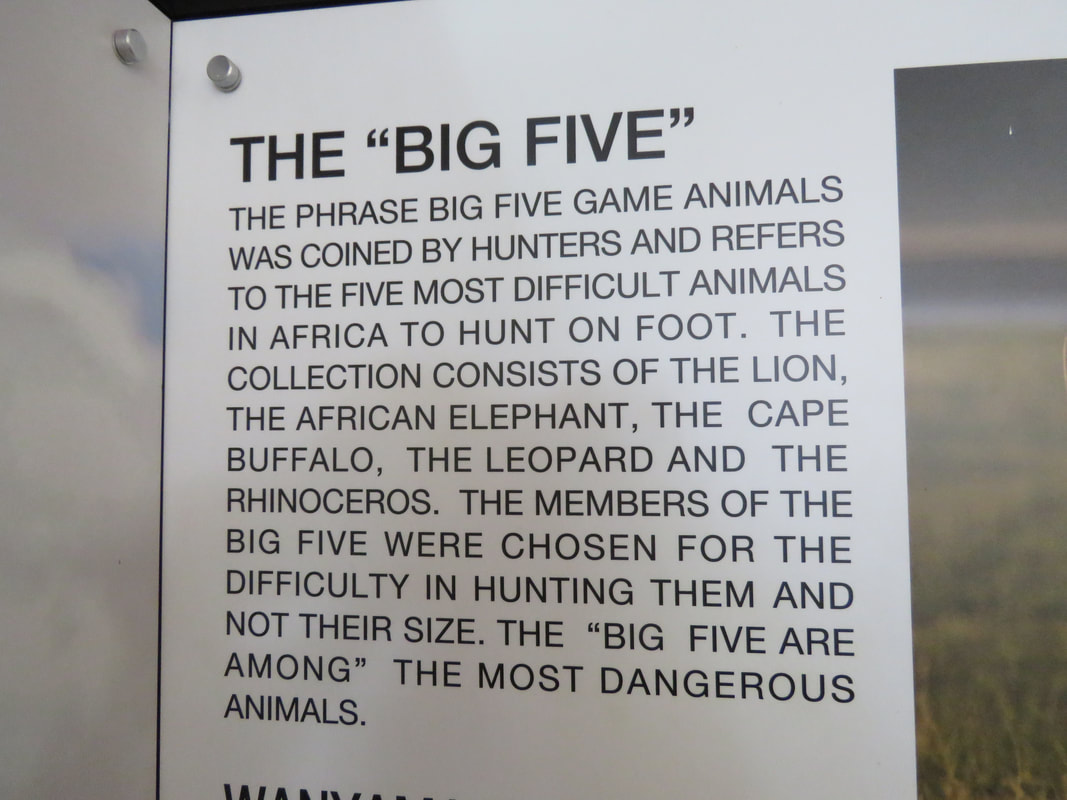 THE “BIG FIVE”
THE PHRASE BIG FIVE GAME ANIMALS
WAS COINED BY HUNTERS AND REFERS
TO THE FIVE MOST DIFFICULT ANIMALS
IN AFRICA TO HUNT ON FOOT. THE
COLLECTION CONSISTS OF THE LION,
THE AFRICAN ELEPHANT, THE CAPE
BUFFALO, THE LEOPARD AND THE
RHINOCEROS. THE MEMBERS OF THE
BIG FIVE WERE CHOSEN FOR THE
DIFFICULTY IN HUNTING THEM AND
NOT THEIR SIZE. THE “BIG FIVE ARE
AMONG” THE MOST DANGEROUS
ANIMALS.